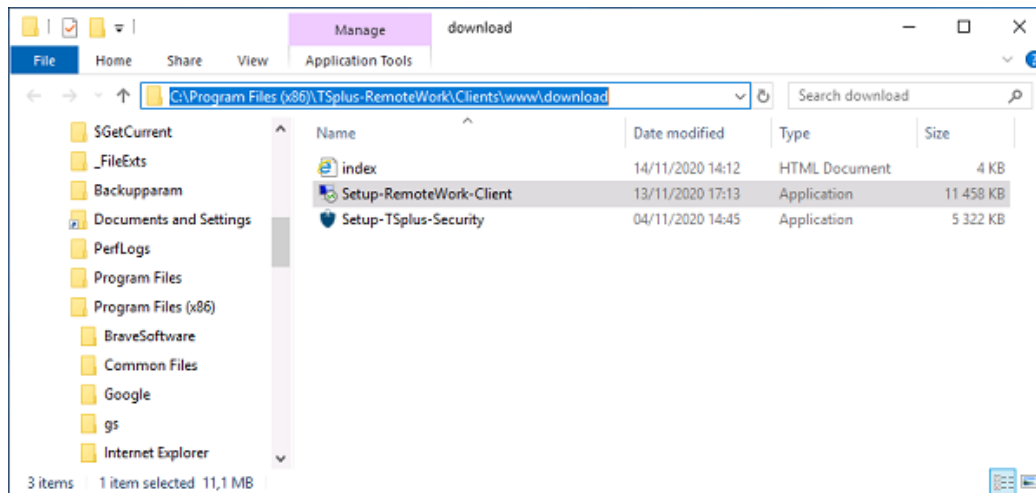 Manage download
File Home Share View Application Tools
C:\Program Files (x86)\TSplus-RemoteWork\Clients\www\download Search download
$GetCurrent
_FileExts
Backupparam
Documents and Settings
PerfLogs
Program Files
Program Files (x86)
BraveSoftware
Common Files
Google
gs
Internet Explorer
Name Date modified Type Size
index 14/11/2020 14:12 HTML Document 4 KB
Setup-RemoteWork-Client 13/11/2020 17:13 Application 11 458 KB
Setup-TSplus-Security 04/11/2020 14:45 Application 5 322 KB
3 items 1 item selected 11,1 MB